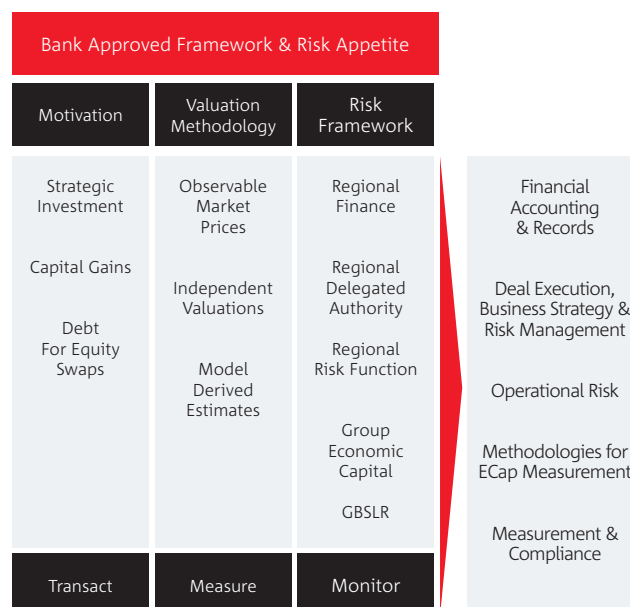 Bank Approved Framework & Risk Appetite
Motivation
Valuation
Methodology
Risk
Framework
Strategic
Investment
Capital Gains
Debt
For Equity
Swaps
Observable
Market
Prices
Independent
Valuations
Model
Derived
Estimates
Regional
Finance
Regional
Delegated
Authority
Regional
Risk Function
Group
Economic
Capital
GBSLR
Financial
Accounting
& Records
Deal Execution,
Business Strategy &
Risk Management
Operational Risk
Methodologies for
ECap Measurement
Measurement &
Compliance
Transact
Measure
Monitor